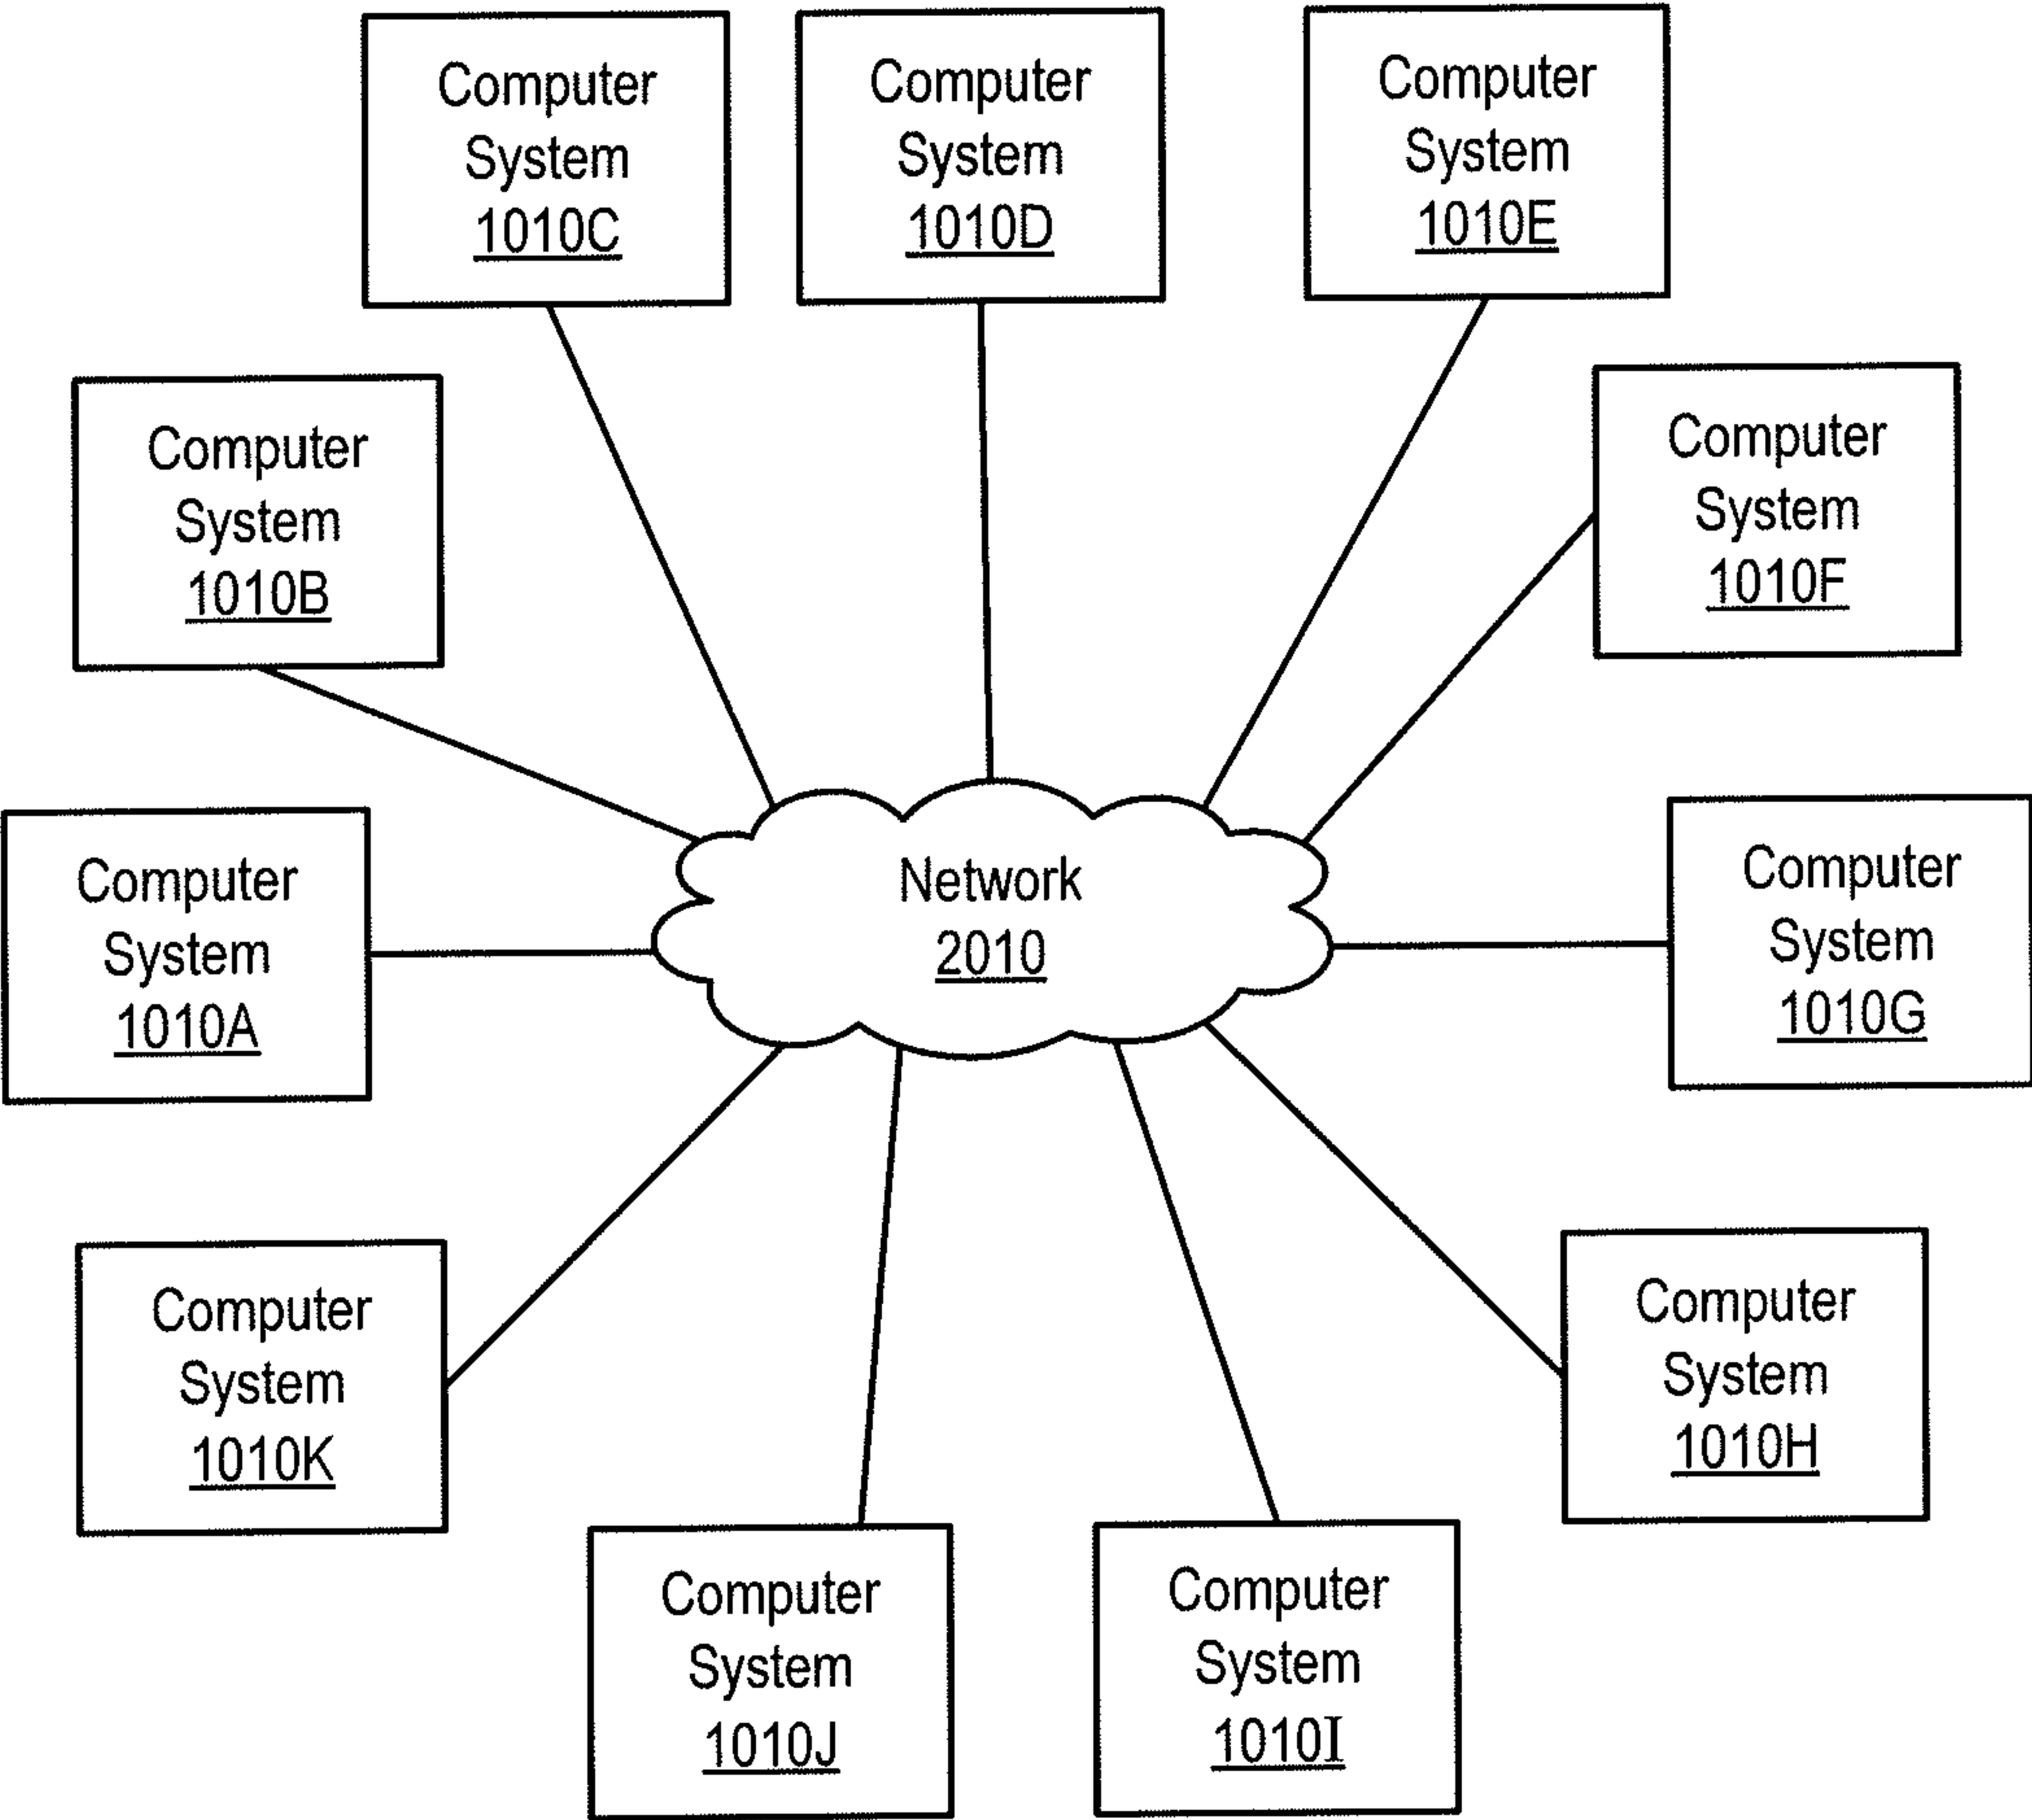 Computer
System
1010C
Computer
System
1010D
Computer
System
1010E
Computer
System
1010B
Computer
System
1010F
Computer
System
1010A
Network
2010
Computer
System
1010G
Computer
System
1010K
Computer
System
1010H
Computer
System
1010J
Computer
System
1010I